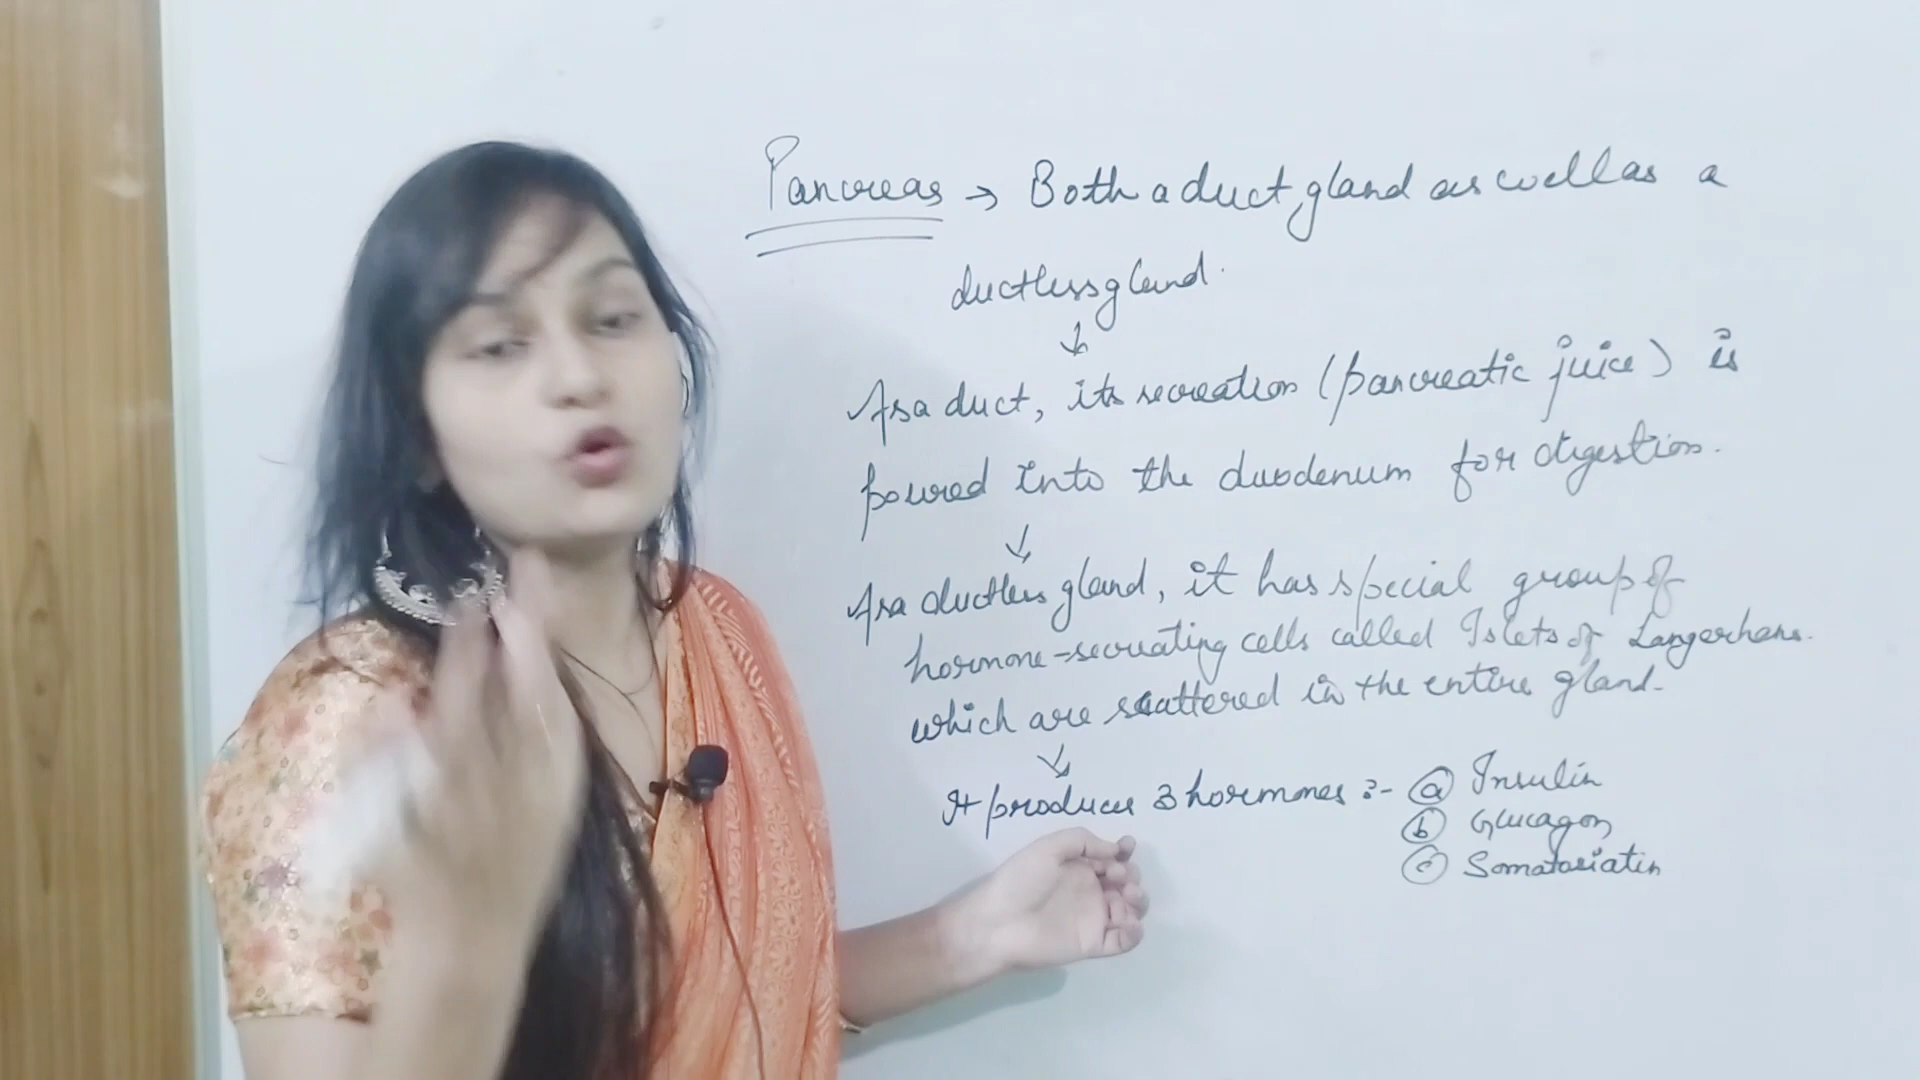 Pancreas → Both a duct gland as well as a
ductless gland.
↓
As a duct, its secreation (pancreatic juice) is
poured into the duodenum for digestion.
↓
As a ductless gland, it has special group of
hormone-secreating cells called Islets of Langerhans.
which are scattered in the entire gland.
↓
It produces 3 hormones :- (a) Insulin
(b) Glucagon
(c) Somatostatin